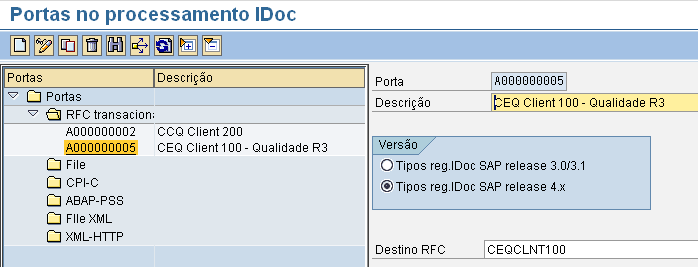 Portas no processamento IDoc
Portas
Descrição
Portas
RFC transacion
A000000002 CCQ Client 200
A000000005 CEQ Client 100 - Qualidade R3
File
CPI-C
ABAP-PSS
FIle XML
XML-HTTP
Porta A000000005
Descrição CEQ Client 100 - Qualidade R3
Versão
Tipos reg.IDoc SAP release 3.0/3.1
Tipos reg.IDoc SAP release 4.x
Destino RFC CEQCLNT100